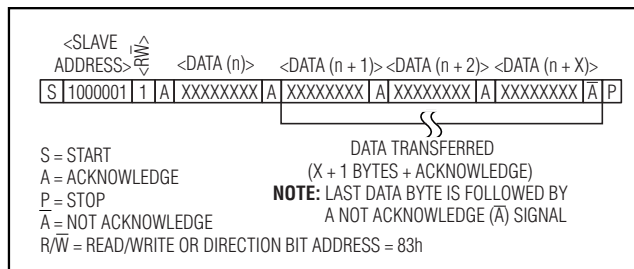 <SLAVE
ADDRESS> <RW̅> <DATA (n)> <DATA (n + 1)> <DATA (n + 2)> <DATA (n + X)>
S 1000001 1 A XXXXXXXX A XXXXXXXX A XXXXXXXX A XXXXXXXX A̅ P
DATA TRANSFERRED
(X + 1 BYTES + ACKNOWLEDGE)
NOTE: LAST DATA BYTE IS FOLLOWED BY
A NOT ACKNOWLEDGE (A̅) SIGNAL
S = START
A = ACKNOWLEDGE
P = STOP
A̅ = NOT ACKNOWLEDGE
R/W̅ = READ/WRITE OR DIRECTION BIT ADDRESS = 83h